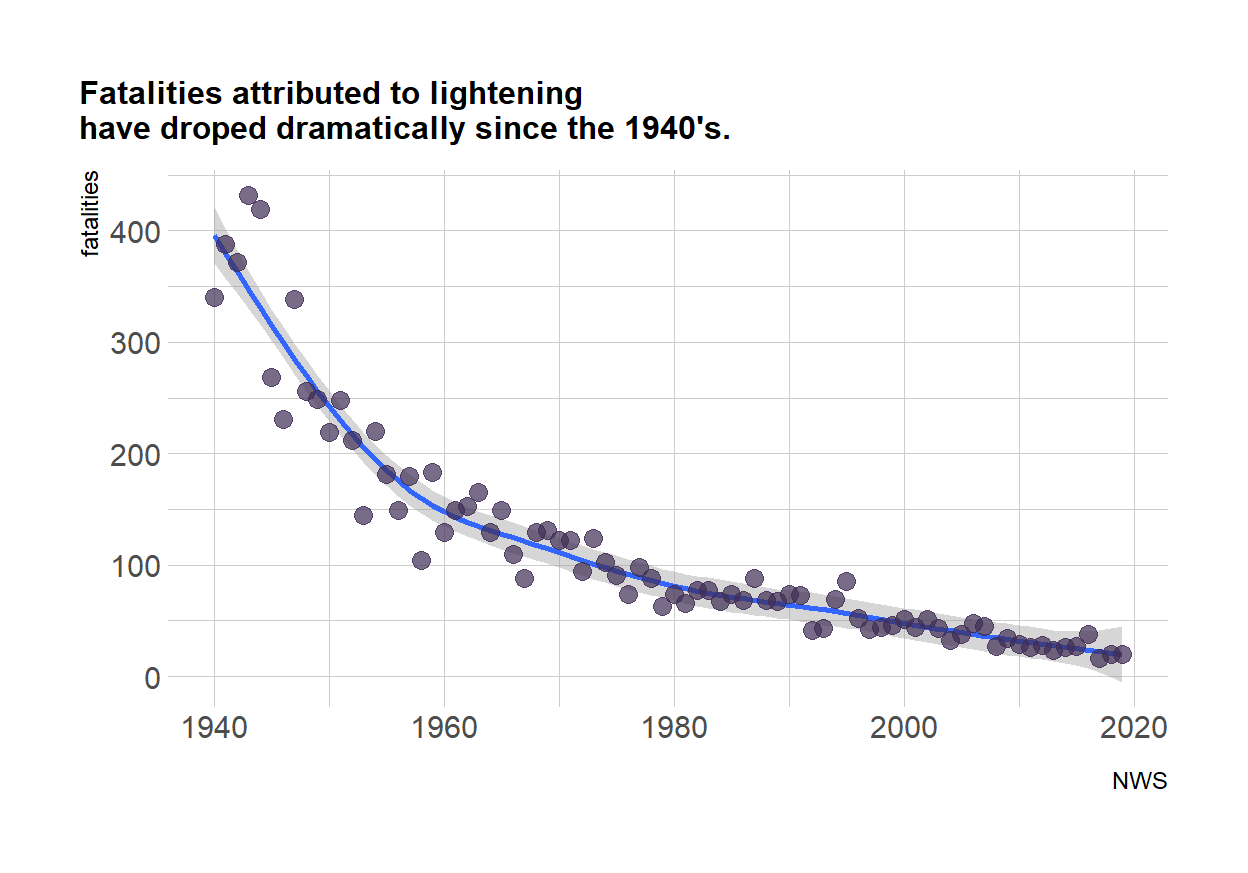 Fatalities attributed to lightening
have droped dramatically since the 1940's.
fatalities
400
300
200
100
0
1940 1960 1980 2000 2020
NWS